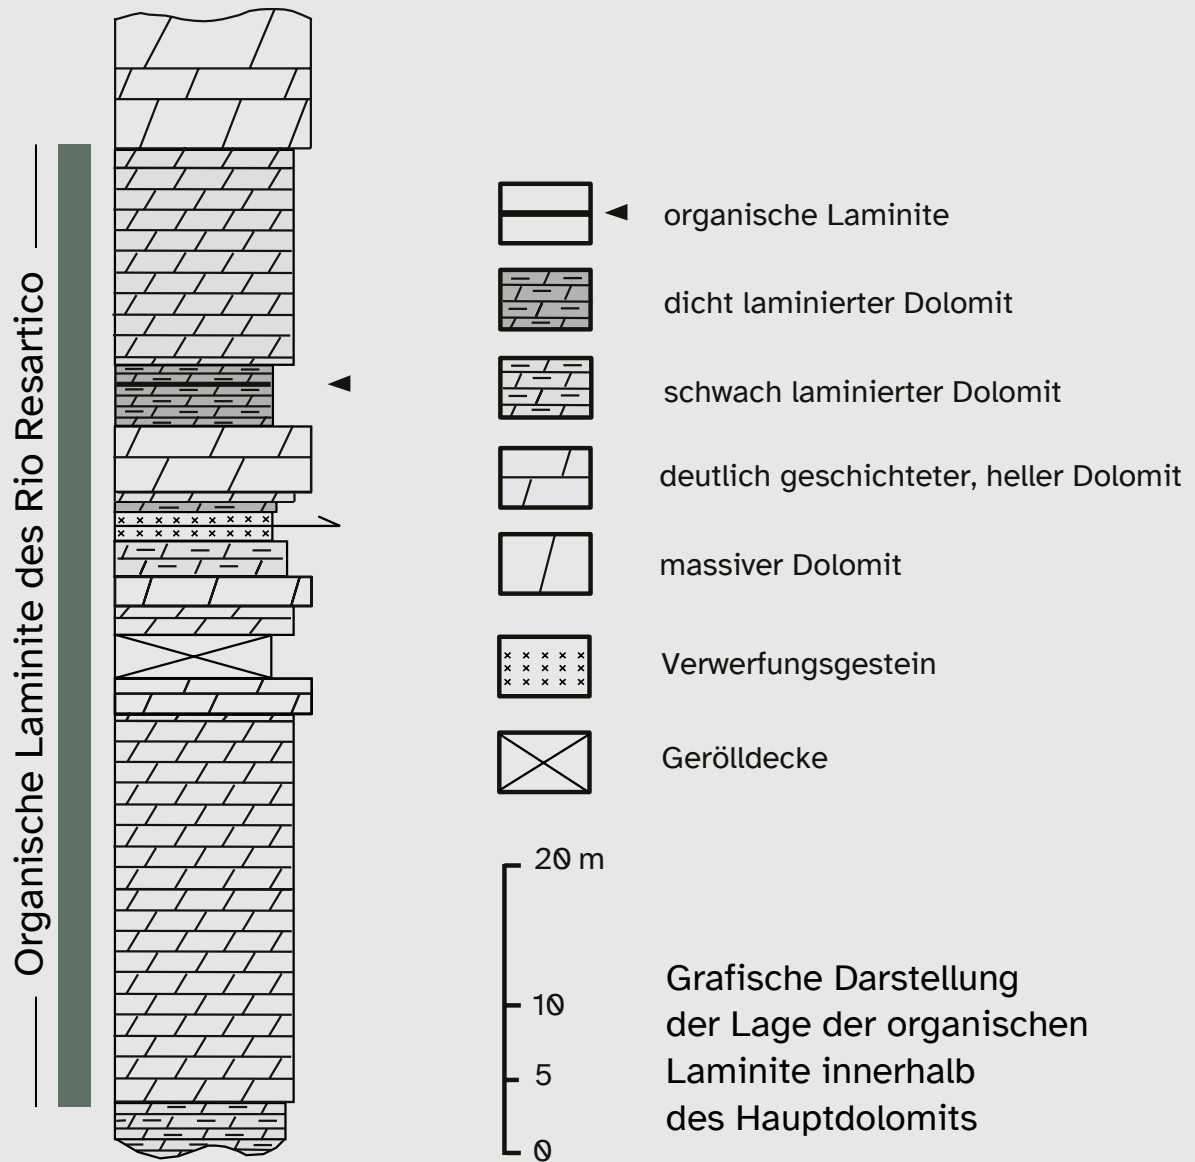 Organische Laminite des Rio Resartico
organische Laminite
dicht laminierter Dolomit
schwach laminierter Dolomit
deutlich geschichteter, heller Dolomit
massiver Dolomit
Verwerfungsgestein
Gerölldecke
20 m
10
5
0
Grafische Darstellung
der Lage der organischen
Laminite innerhalb
des Hauptdolomits